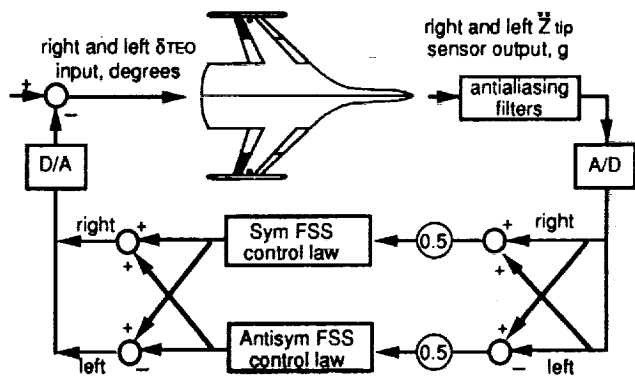 right and left δTEO
input, degrees
right and left Z̈ tip
sensor output, g
antialiasing
filters
+
−
D/A
A/D
right
+
+
Sym FSS
control law
0.5
+
+
right
left
+
−
Antisym FSS
control law
0.5
+
−
left